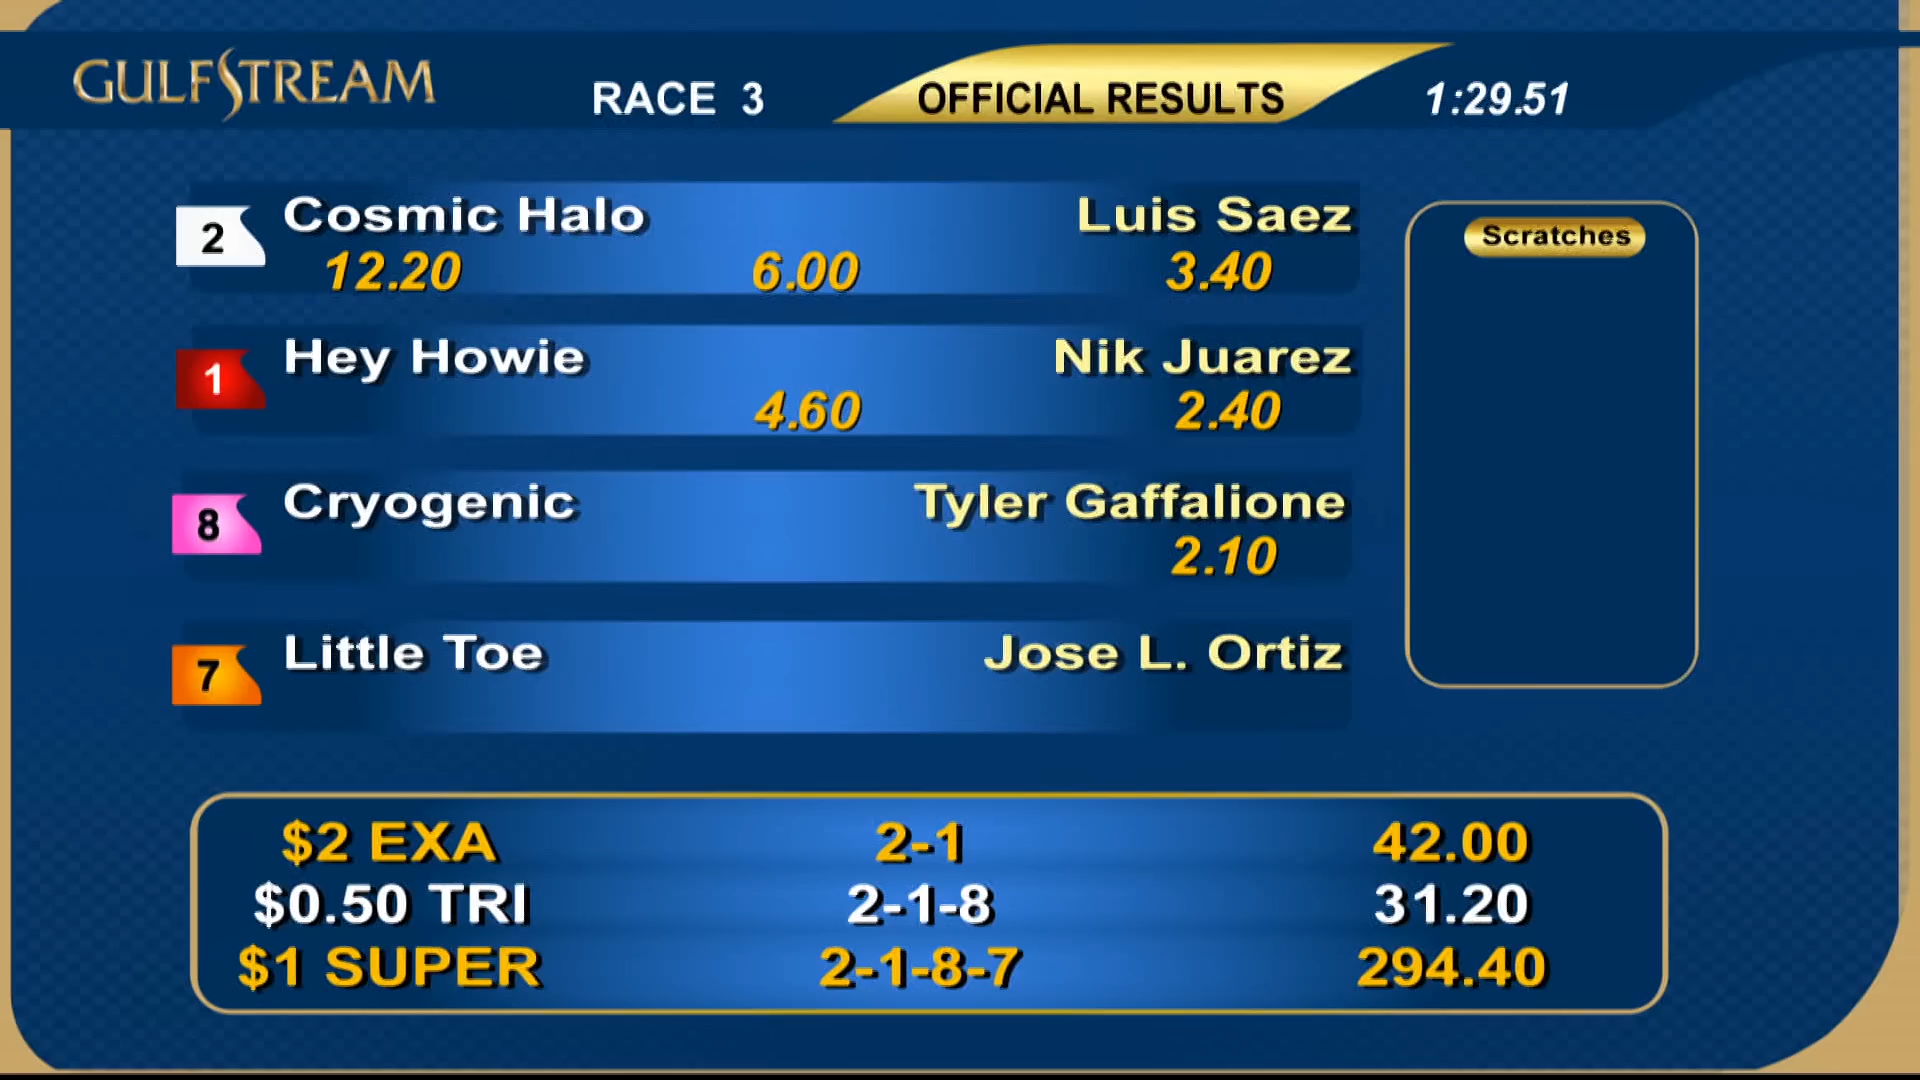 GULFSTREAM RACE 3 OFFICIAL RESULTS 1:29.51
2 Cosmic Halo Luis Saez
12.20 6.00 3.40
Scratches
1 Hey Howie Nik Juarez
4.60 2.40
8 Cryogenic Tyler Gaffalione
2.10
7 Little Toe Jose L. Ortiz
$2 EXA 2-1 42.00
$0.50 TRI 2-1-8 31.20
$1 SUPER 2-1-8-7 294.40